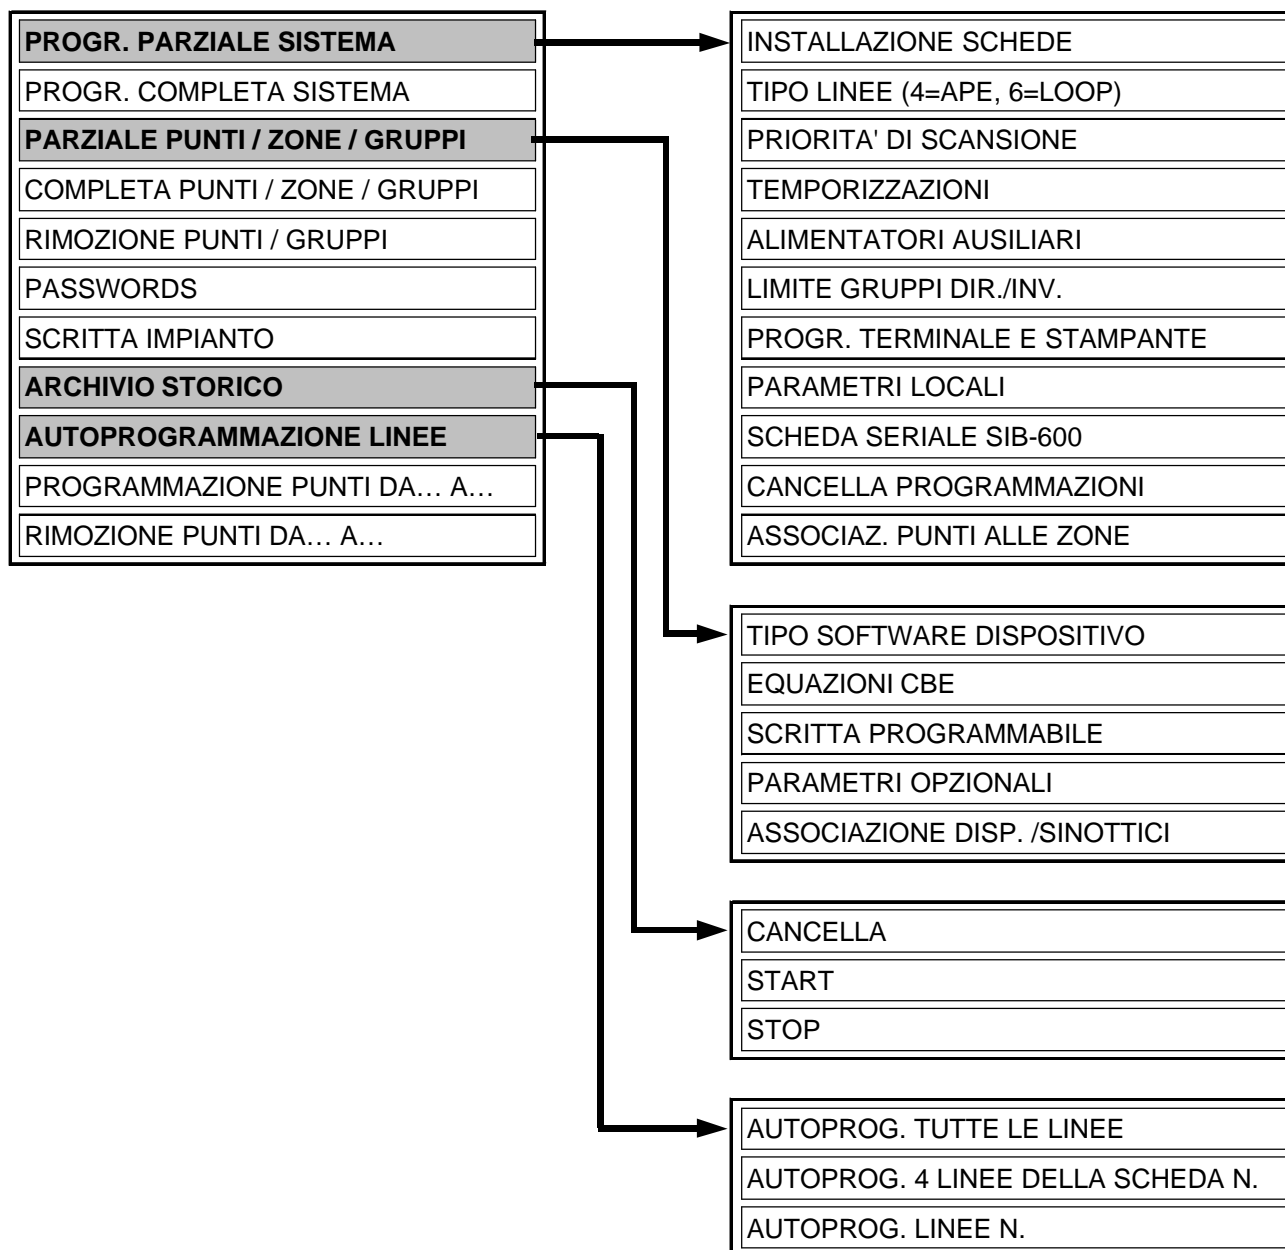 PROGR. PARZIALE SISTEMA
PROGR. COMPLETA SISTEMA
PARZIALE PUNTI / ZONE / GRUPPI
COMPLETA PUNTI / ZONE / GRUPPI
RIMOZIONE PUNTI / GRUPPI
PASSWORDS
SCRITTA IMPIANTO
ARCHIVIO STORICO
AUTOPROGRAMMAZIONE LINEE
PROGRAMMAZIONE PUNTI DA... A...
RIMOZIONE PUNTI DA... A...
INSTALLAZIONE SCHEDE
TIPO LINEE (4=APE, 6=LOOP)
PRIORITA' DI SCANSIONE
TEMPORIZZAZIONI
ALIMENTATORI AUSILIARI
LIMITE GRUPPI DIR./INV.
PROGR. TERMINALE E STAMPANTE
PARAMETRI LOCALI
SCHEDA SERIALE SIB-600
CANCELLA PROGRAMMAZIONI
ASSOCIAZ. PUNTI ALLE ZONE
TIPO SOFTWARE DISPOSITIVO
EQUAZIONI CBE
SCRITTA PROGRAMMABILE
PARAMETRI OPZIONALI
ASSOCIAZIONE DISP. /SINOTTICI
CANCELLA
START
STOP
AUTOPROG. TUTTE LE LINEE
AUTOPROG. 4 LINEE DELLA SCHEDA N.
AUTOPROG. LINEE N.